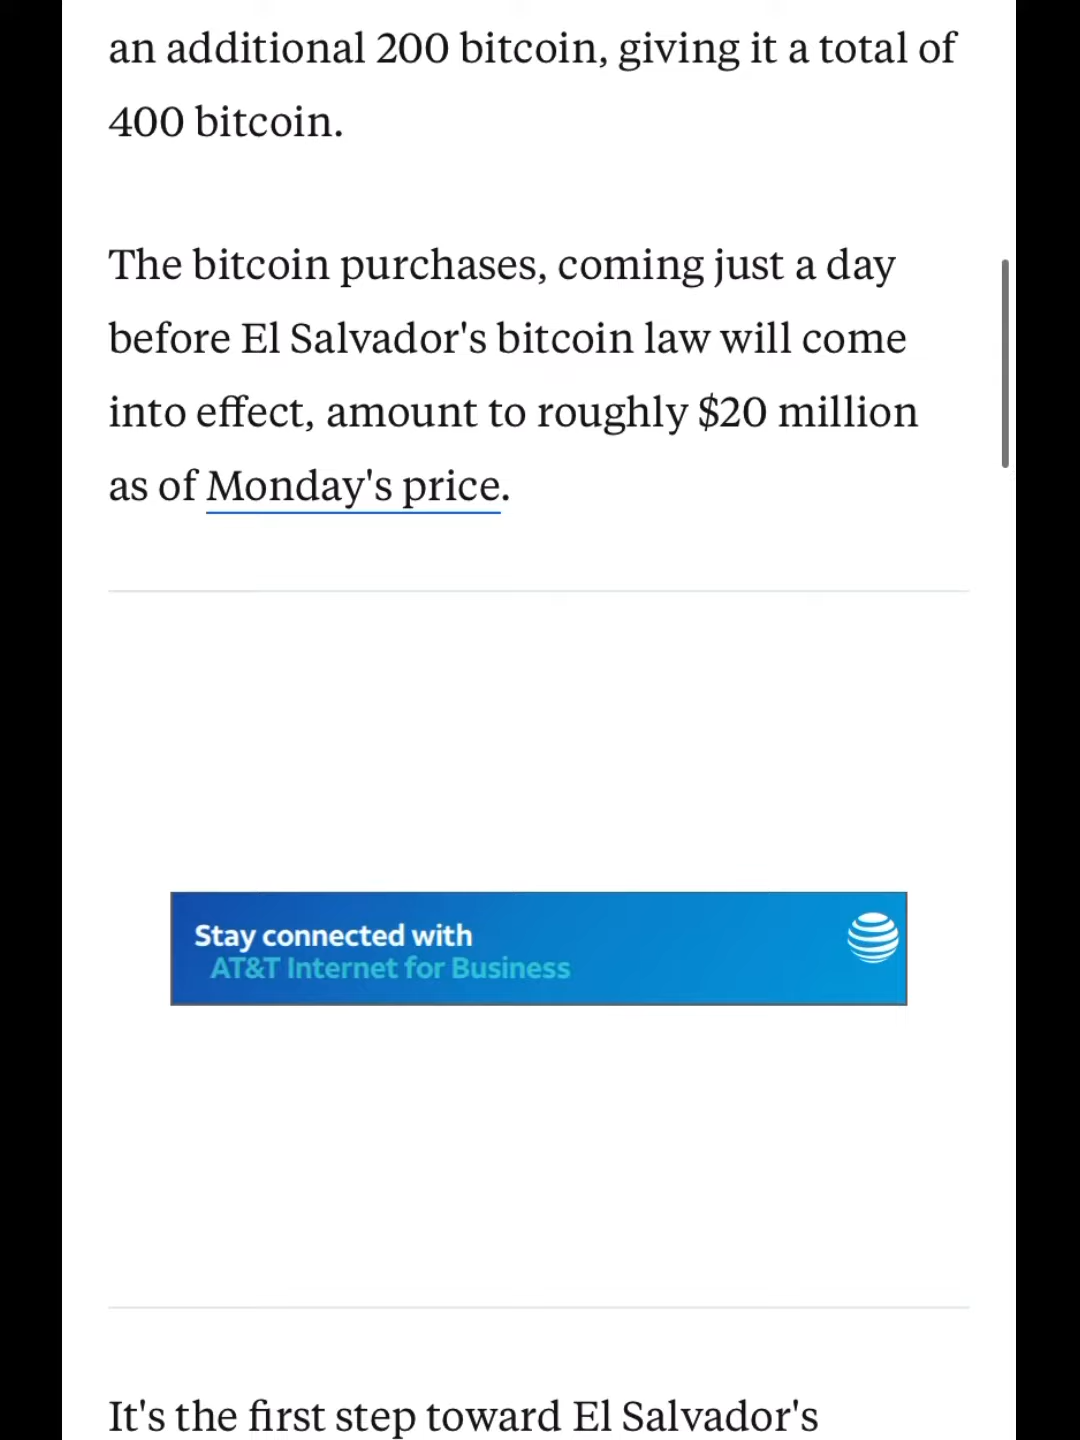 an additional 200 bitcoin, giving it a total of
400 bitcoin.
The bitcoin purchases, coming just a day
before El Salvador's bitcoin law will come
into effect, amount to roughly $20 million
as of Monday's price.
Stay connected with
AT&T Internet for Business
It's the first step toward El Salvador's